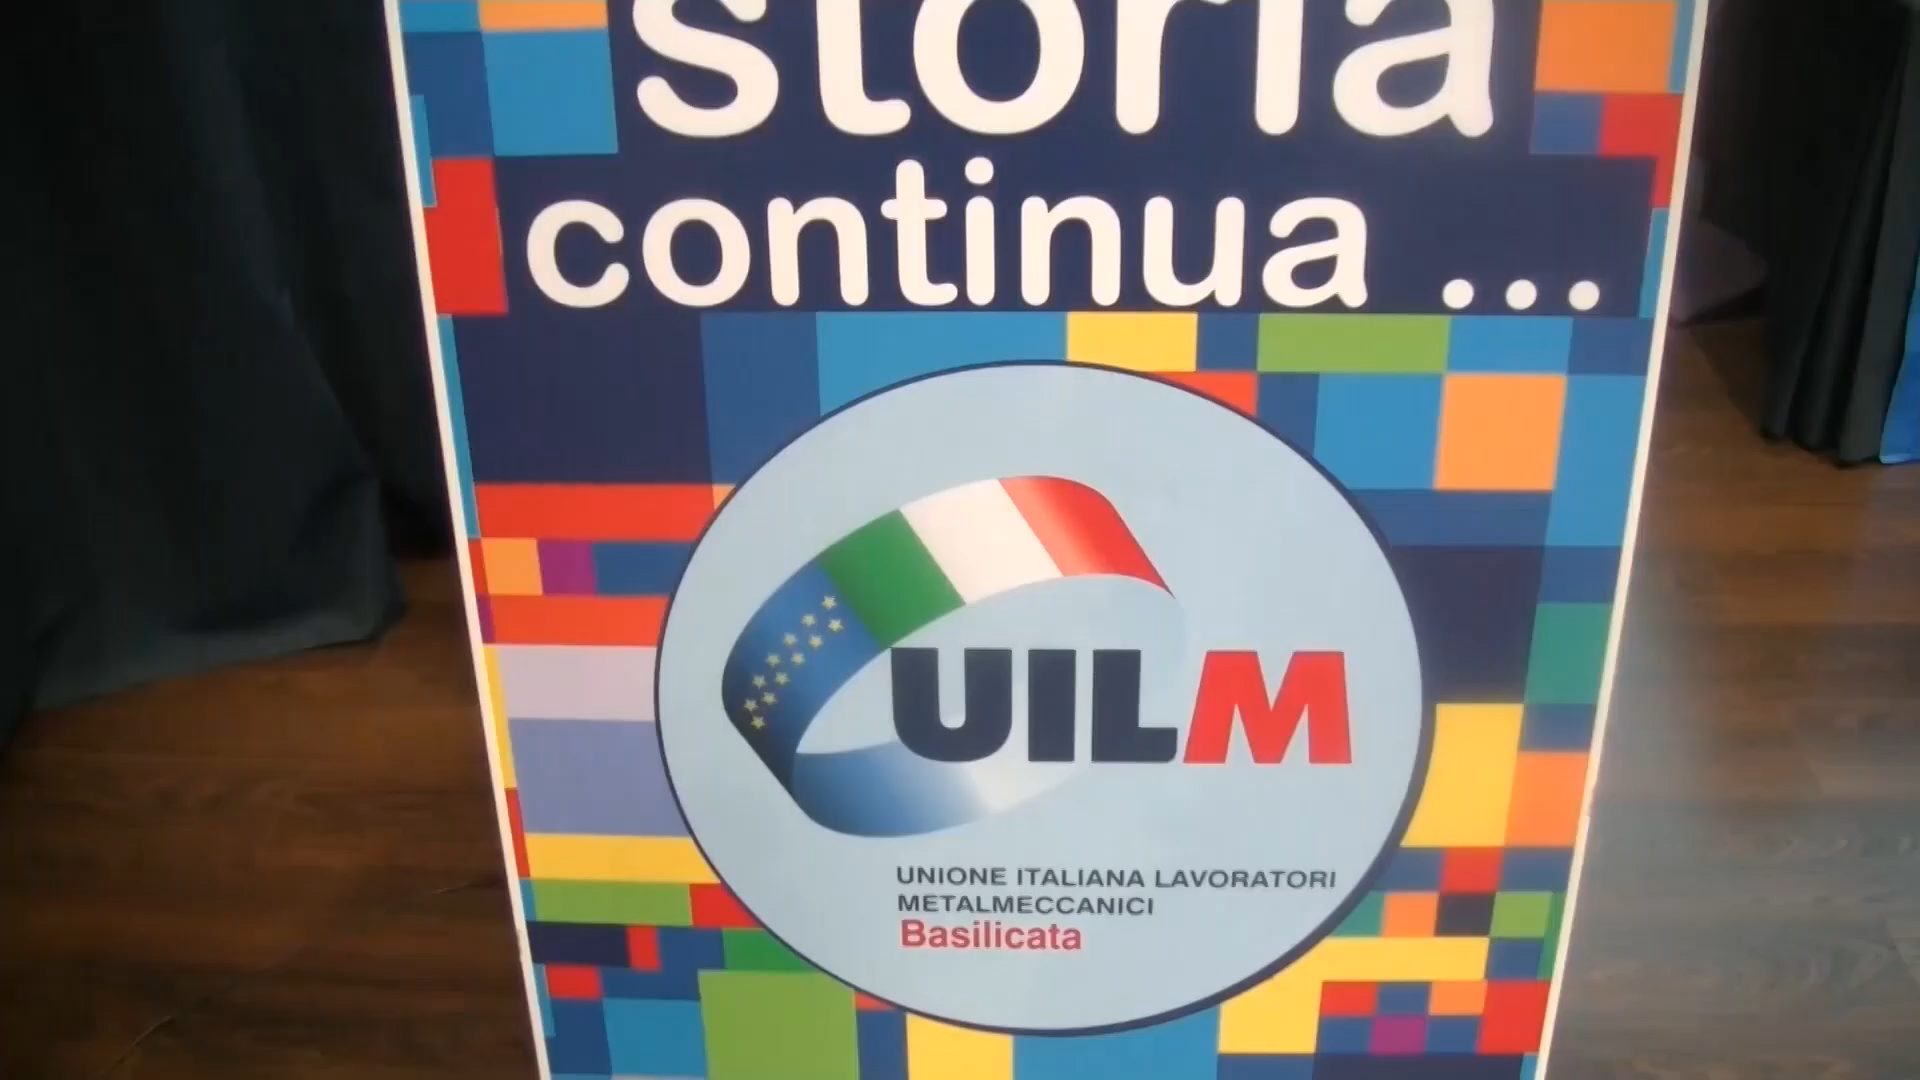 storia
continua ...
UILM
UNIONE ITALIANA LAVORATORI
METALMECCANICI
Basilicata